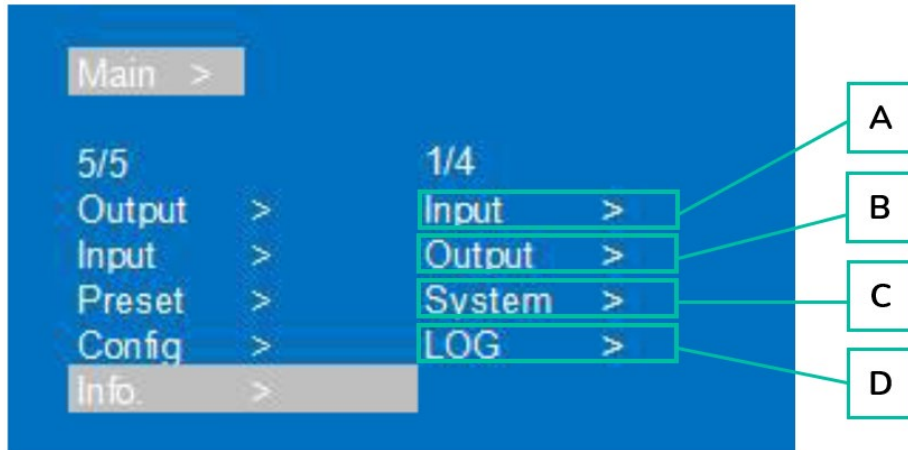 Main >
5/5 1/4
Output > Input >
Input > Output >
Preset > System >
Config > LOG >
Info. >
A
B
C
D